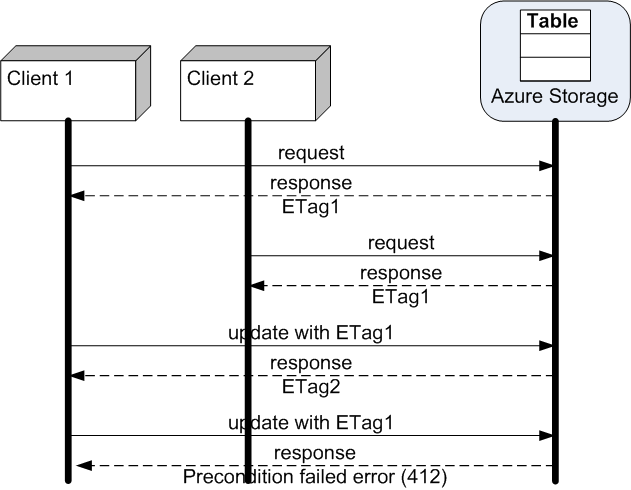 Client 1
Client 2
Table
Azure Storage
request
response
ETag1
request
response
ETag1
update with ETag1
response
ETag2
update with ETag1
response
Precondition failed error (412)